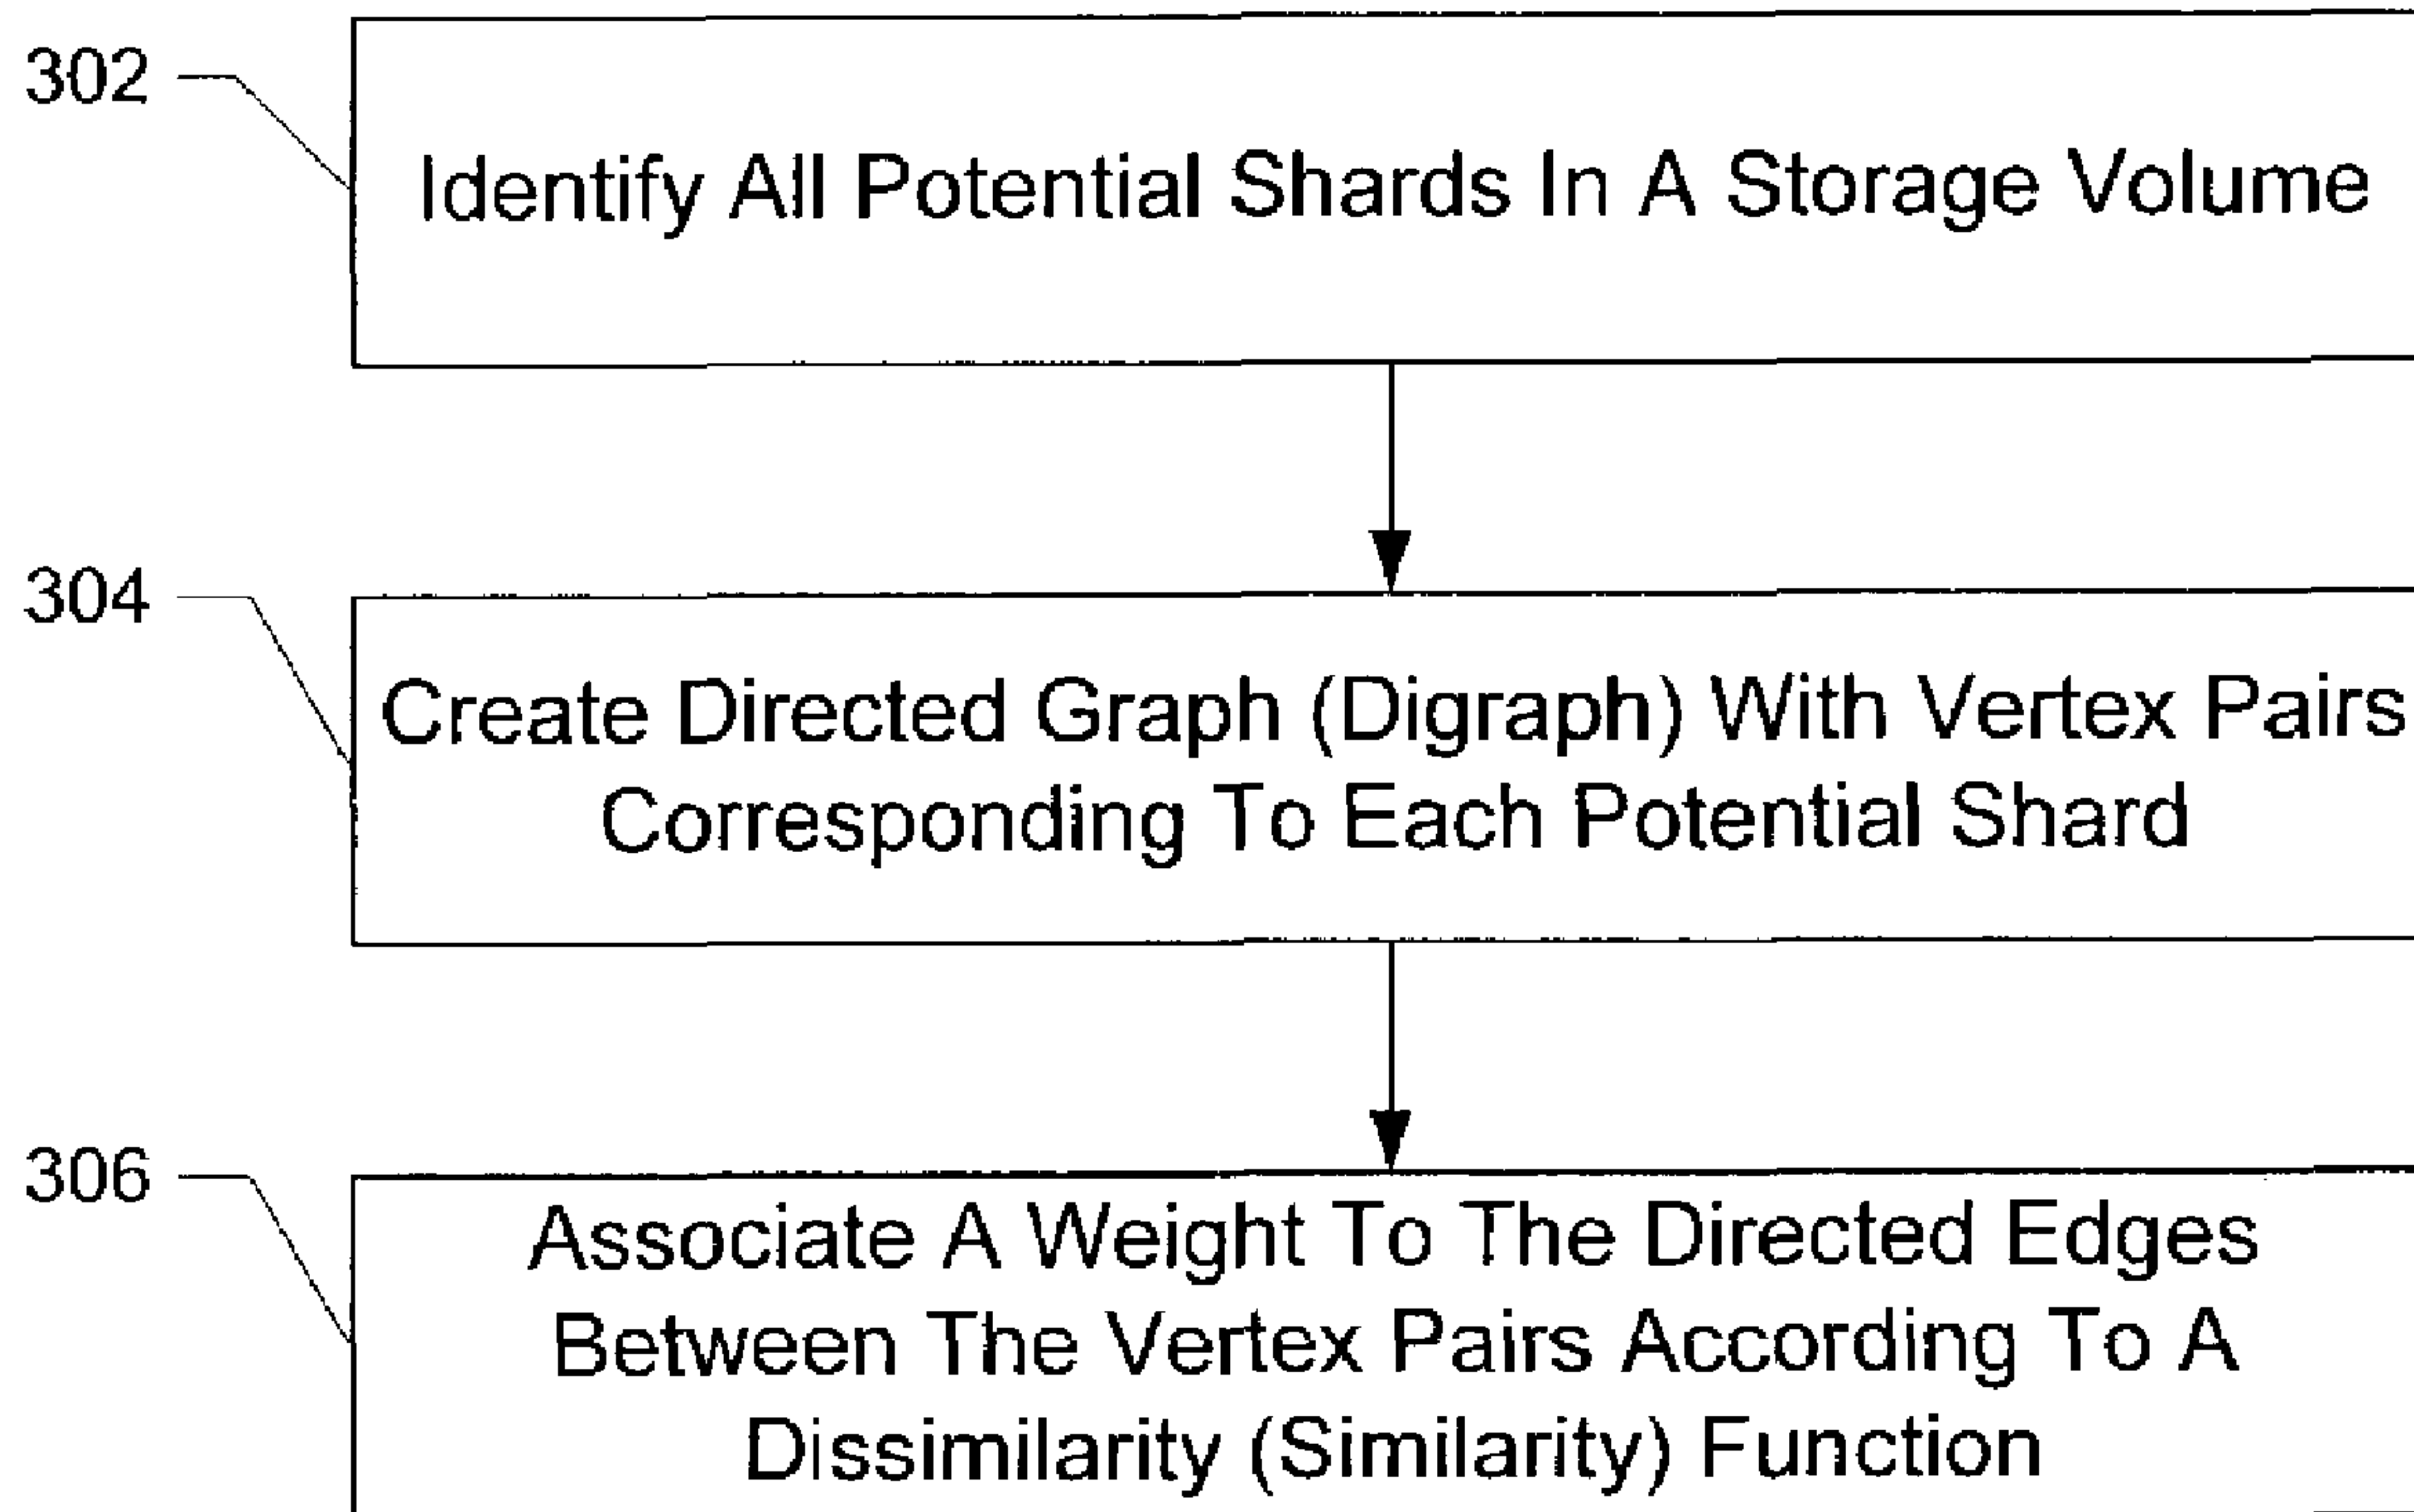 302
Identify All Potential Shards In A Storage Volume
304
Create Directed Graph (Digraph) With Vertex Pairs
Corresponding To Each Potential Shard
306
Associate A Weight To The Directed Edges
Between The Vertex Pairs According To A
Dissimilarity (Similarity) Function